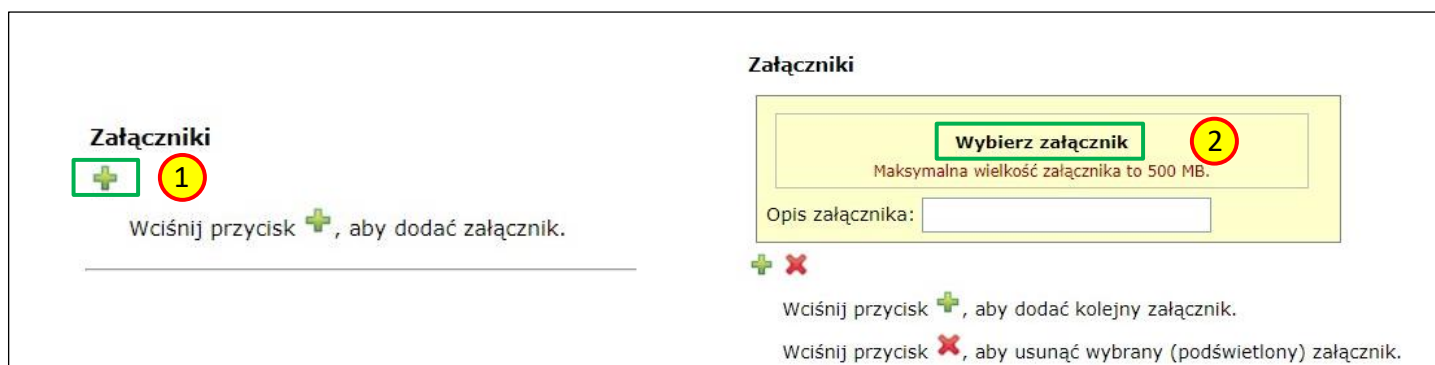 Załączniki
1
Wciśnij przycisk , aby dodać załącznik.
Załączniki
Wybierz załącznik
2
Maksymalna wielkość załącznika to 500 MB.
Opis załącznika:
Wciśnij przycisk , aby dodać kolejny załącznik.
Wciśnij przycisk , aby usunąć wybrany (podświetlony) załącznik.